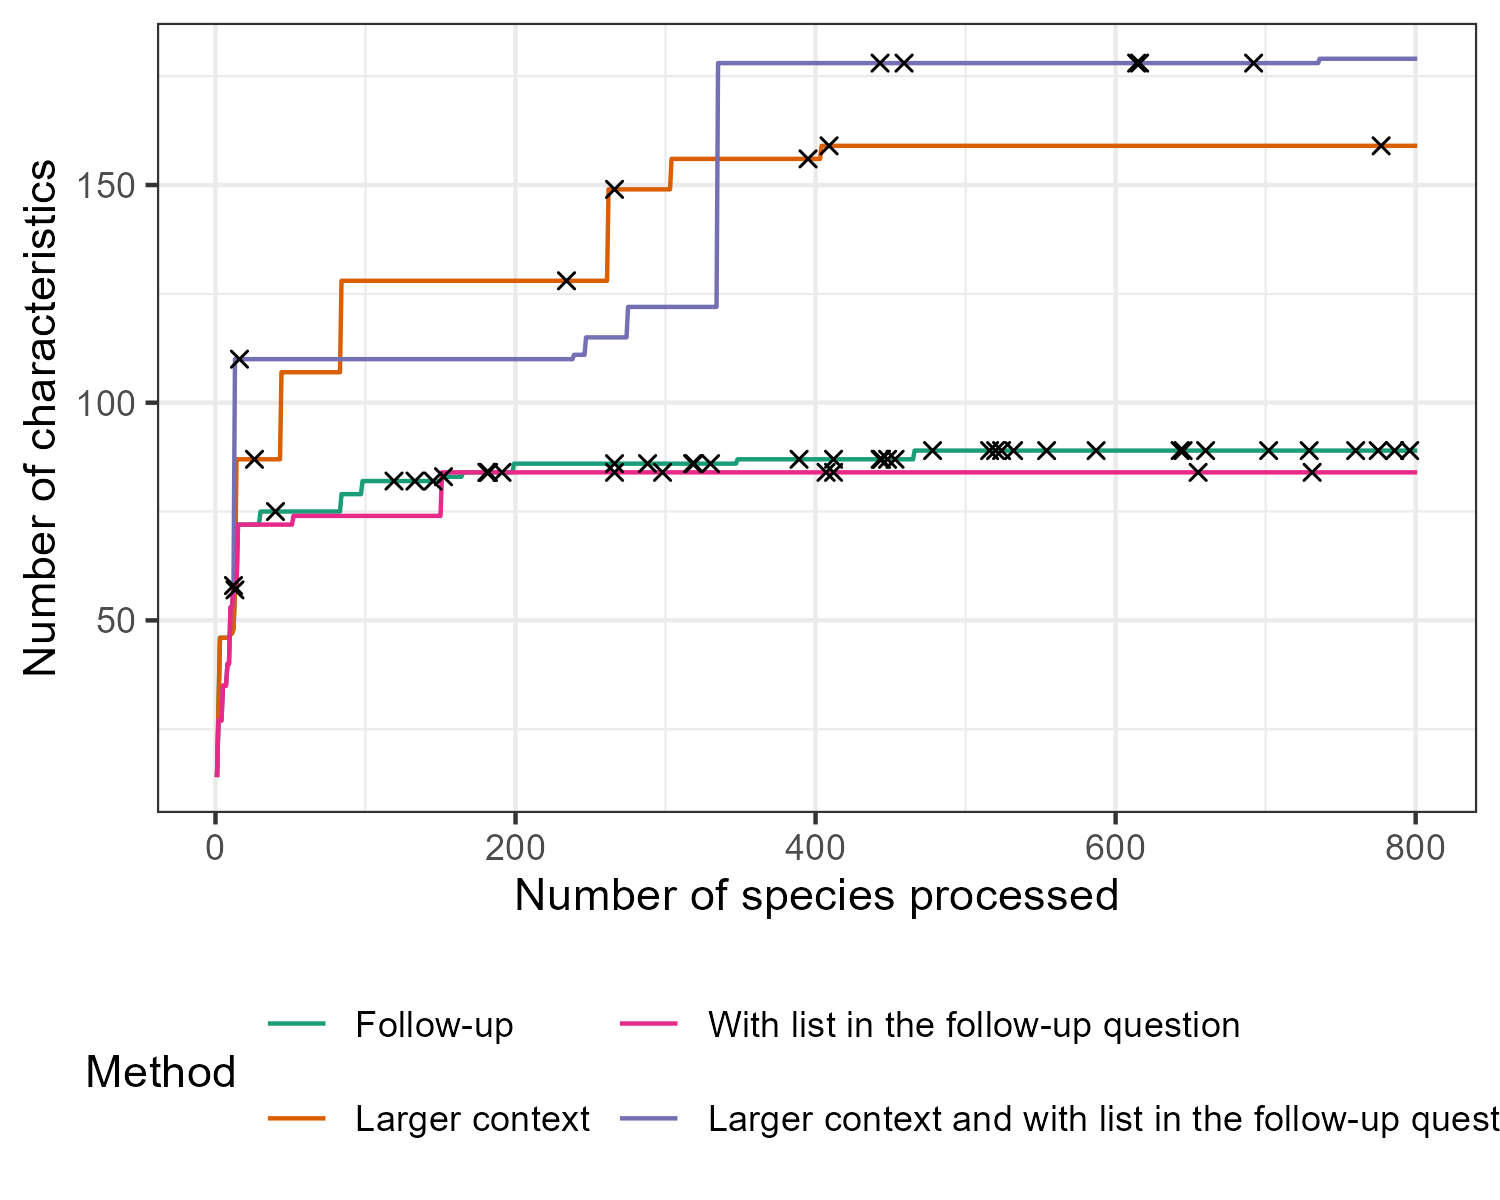 Number of characteristics
150
100
50
0 200 400 600 800
Number of species processed
Method
Follow-up
With list in the follow-up question
Larger context
Larger context and with list in the follow-up quest